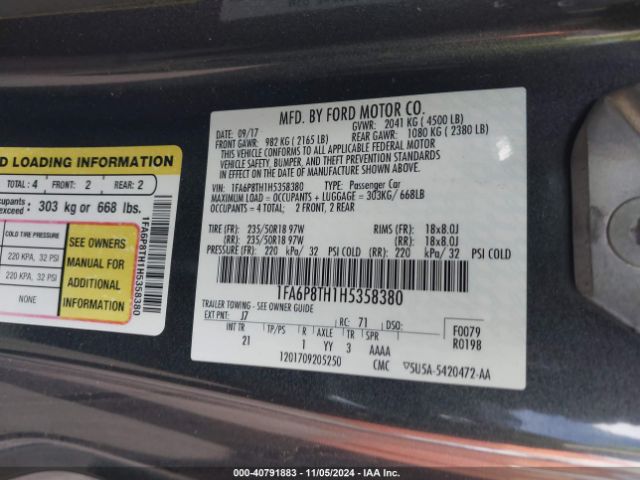 MFD. BY FORD MOTOR CO.
DATE: 09/17 GVWR: 2041 KG ( 4500 LB)
FRONT GAWR: 982 KG ( 2165 LB) REAR GAWR: 1080 KG ( 2380 LB)
THIS VEHICLE CONFORMS TO ALL APPLICABLE FEDERAL MOTOR
VEHICLE SAFETY, BUMPER, AND THEFT PREVENTION STANDARDS
IN EFFECT ON THE DATE OF MANUFACTURE SHOWN ABOVE.
VIN: 1FA6P8TH1H5358380 TYPE: Passenger Car
MAXIMUM LOAD = OCCUPANTS + LUGGAGE = 303KG/ 668LB
OCCUPANTS = 4 TOTAL; 2 FRONT, 2 REAR
TIRE (FR): 235/50R18 97W RIMS (FR): 18x8.0J
(RR): 235/50R18 97W (RR): 18x8.0J
PRESSURE (FR): 220 kPa/ 32 PSI COLD (RR): 220 kPa/ 32 PSI COLD
1FA6P8TH1H5358380
TRAILER TOWING - SEE OWNER GUIDE
EXT PNT: J7 RC: 71 DSO: F0079
INT TR TP/PS R AXLE TR SPR R0198
21 1 YY 3 AAAA
1201709205250 CMC SU5A-5420472-AA
D LOADING INFORMATION
TOTAL : 4 FRONT: 2 REAR: 2
exceed : 303 kg or 668 lbs.
COLD TIRE PRESSURE
220 KPA, 32 PSI
220 KPA, 32 PSI
NONE
SEE OWNERS
MANUAL FOR
ADDITIONAL
INFORMATION
1FA6P8TH1H5358380
000-40791883 — 11/05/2024 — IAA Inc.